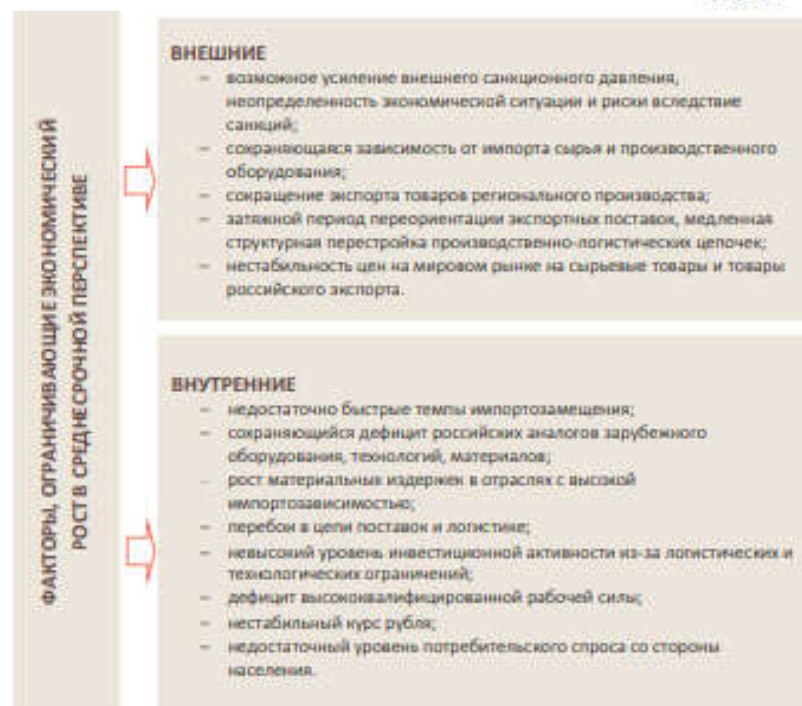 ФАКТОРЫ, ОГРАНИЧИВАЮЩИЕ ЭКОНОМИЧЕСКИЙ
РОСТ В СРЕДНЕСРОЧНОЙ ПЕРСПЕКТИВЕ
ВНЕШНИЕ
– возможное усиление внешнего санкционного давления,
неопределенность экономической ситуации и риски вследствие
санкций;
– сохраняющаяся зависимость от импорта сырья и производственного
оборудования;
– сокращение экспорта товаров регионального производства;
– затяжной период переориентации экспортных поставок, медленная
структурная перестройка производственно-логистических цепочек;
– нестабильность цен на мировом рынке на сырьевые товары и товары
российского экспорта.
ВНУТРЕННИЕ
– недостаточно быстрые темпы импортозамещения;
– сохраняющийся дефицит российских аналогов зарубежного
оборудования, технологий, материалов;
– рост материальных издержек в отраслях с высокой
импортозависимостью;
– перебои в цепи поставок и логистике;
– невысокий уровень инвестиционной активности из-за логистических и
технологических ограничений;
– дефицит высококвалифицированной рабочей силы;
– нестабильный курс рубля;
– недостаточный уровень потребительского спроса со стороны
населения.